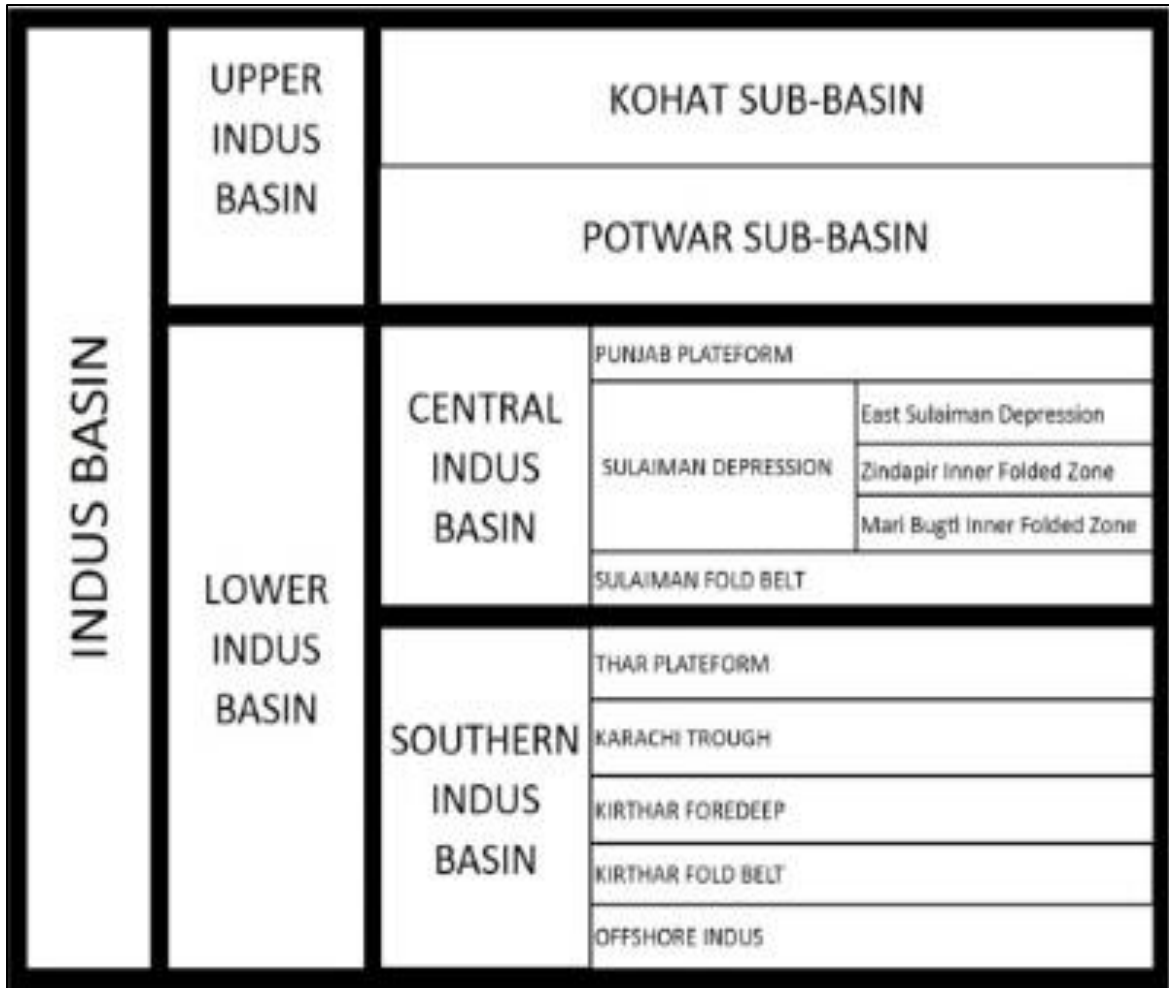 INDUS BASIN
UPPER
INDUS
BASIN
KOHAT SUB-BASIN
POTWAR SUB-BASIN
LOWER
INDUS
BASIN
CENTRAL
INDUS
BASIN
PUNJAB PLATEFORM
SULAIMAN DEPRESSION
East Sulaiman Depression
Zindapir Inner Folded Zone
Mari Bugti Inner Folded Zone
SULAIMAN FOLD BELT
SOUTHERN
INDUS
BASIN
THAR PLATEFORM
KARACHI TROUGH
KIRTHAR FOREDEEP
KIRTHAR FOLD BELT
OFFSHORE INDUS